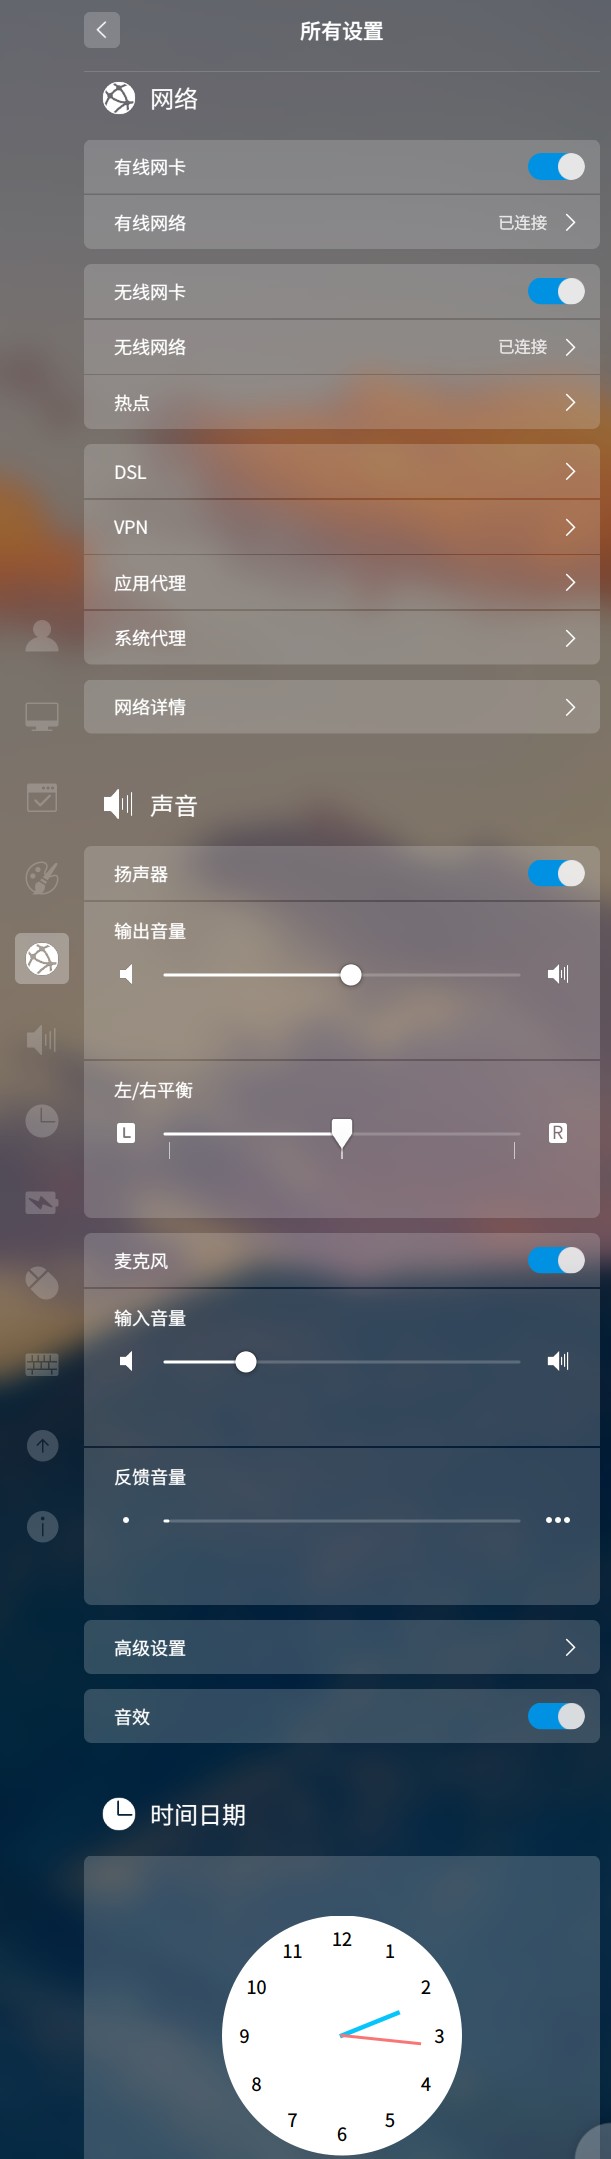 所有设置
网络
有线网卡
有线网络 已连接
无线网卡
无线网络 已连接
热点
DSL
VPN
应用代理
系统代理
网络详情
声音
扬声器
输出音量
左/右平衡
L R
麦克风
输入音量
反馈音量
高级设置
音效
时间日期
12
11 1
10 2
9 3
8 4
7 5
6